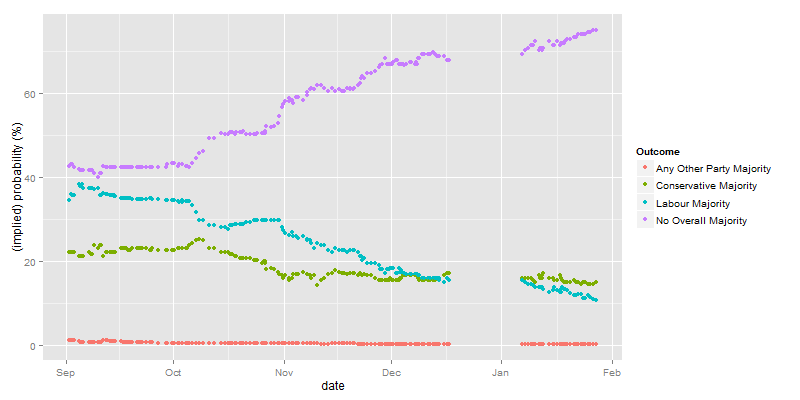 (implied) probability (%)
60
40
20
0
Sep
Oct
Nov
Dec
Jan
Feb
date
Outcome
Any Other Party Majority
Conservative Majority
Labour Majority
No Overall Majority